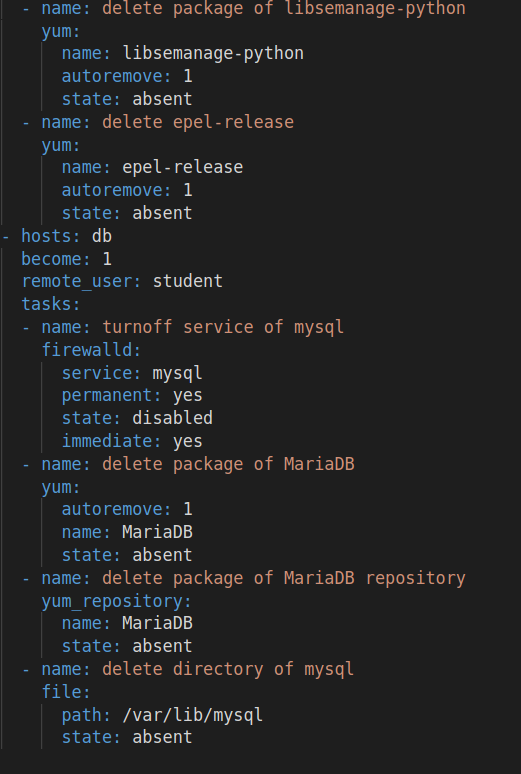 - name: delete package of libsemanage-python
yum:
name: libsemanage-python
autoremove: 1
state: absent
- name: delete epel-release
yum:
name: epel-release
autoremove: 1
state: absent
- hosts: db
become: 1
remote_user: student
tasks:
- name: turnoff service of mysql
firewalld:
service: mysql
permanent: yes
state: disabled
immediate: yes
- name: delete package of MariaDB
yum:
autoremove: 1
name: MariaDB
state: absent
- name: delete package of MariaDB repository
yum_repository:
name: MariaDB
state: absent
- name: delete directory of mysql
file:
path: /var/lib/mysql
state: absent